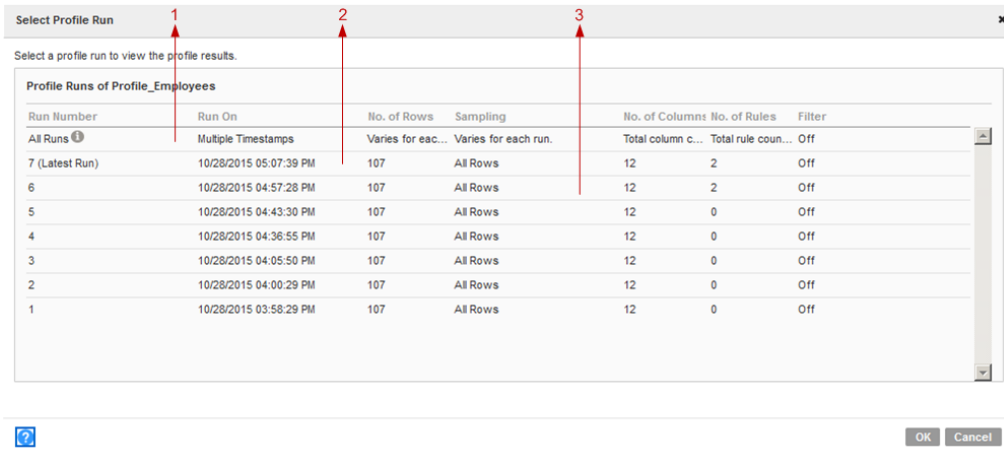 Select Profile Run 1 2 3 ×
Select a profile run to view the profile results.
Profile Runs of Profile_Employees
Run Number Run On No. of Rows Sampling No. of Columns No. of Rules Filter
All Runs Multiple Timestamps Varies for eac... Varies for each run. Total column c... Total rule coun... Off
7 (Latest Run) 10/28/2015 05:07:39 PM 107 All Rows 12 2 Off
6 10/28/2015 04:57:28 PM 107 All Rows 12 2 Off
5 10/28/2015 04:43:30 PM 107 All Rows 12 0 Off
4 10/28/2015 04:36:55 PM 107 All Rows 12 0 Off
3 10/28/2015 04:05:50 PM 107 All Rows 12 0 Off
2 10/28/2015 04:00:29 PM 107 All Rows 12 0 Off
1 10/28/2015 03:58:29 PM 107 All Rows 12 0 Off
? OK Cancel